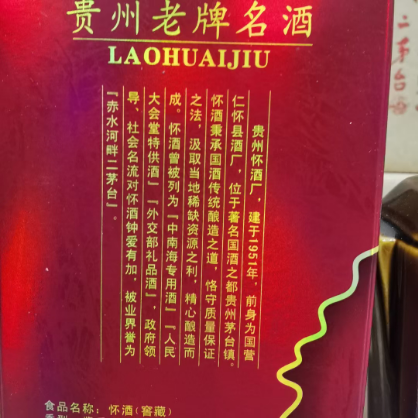 贵州老牌名酒
LAOHUAIJIU
贵州怀酒厂，建于1951年，前身为国营
仁怀县酒厂，位于著名国酒之都贵州茅台镇。
怀酒秉承国酒传统酿造之道，恪守质量保证
之法，汲取当地稀缺资源之利，精心酿造而
成。怀酒曾被列为『中南海专用酒』『人民
大会堂特供酒』『外交部礼品酒』，政府领
导、社会名流对怀酒钟爱有加，被业界誉为
『赤水河畔二茅台』。
食品名称：怀酒（窖藏）
二茅台